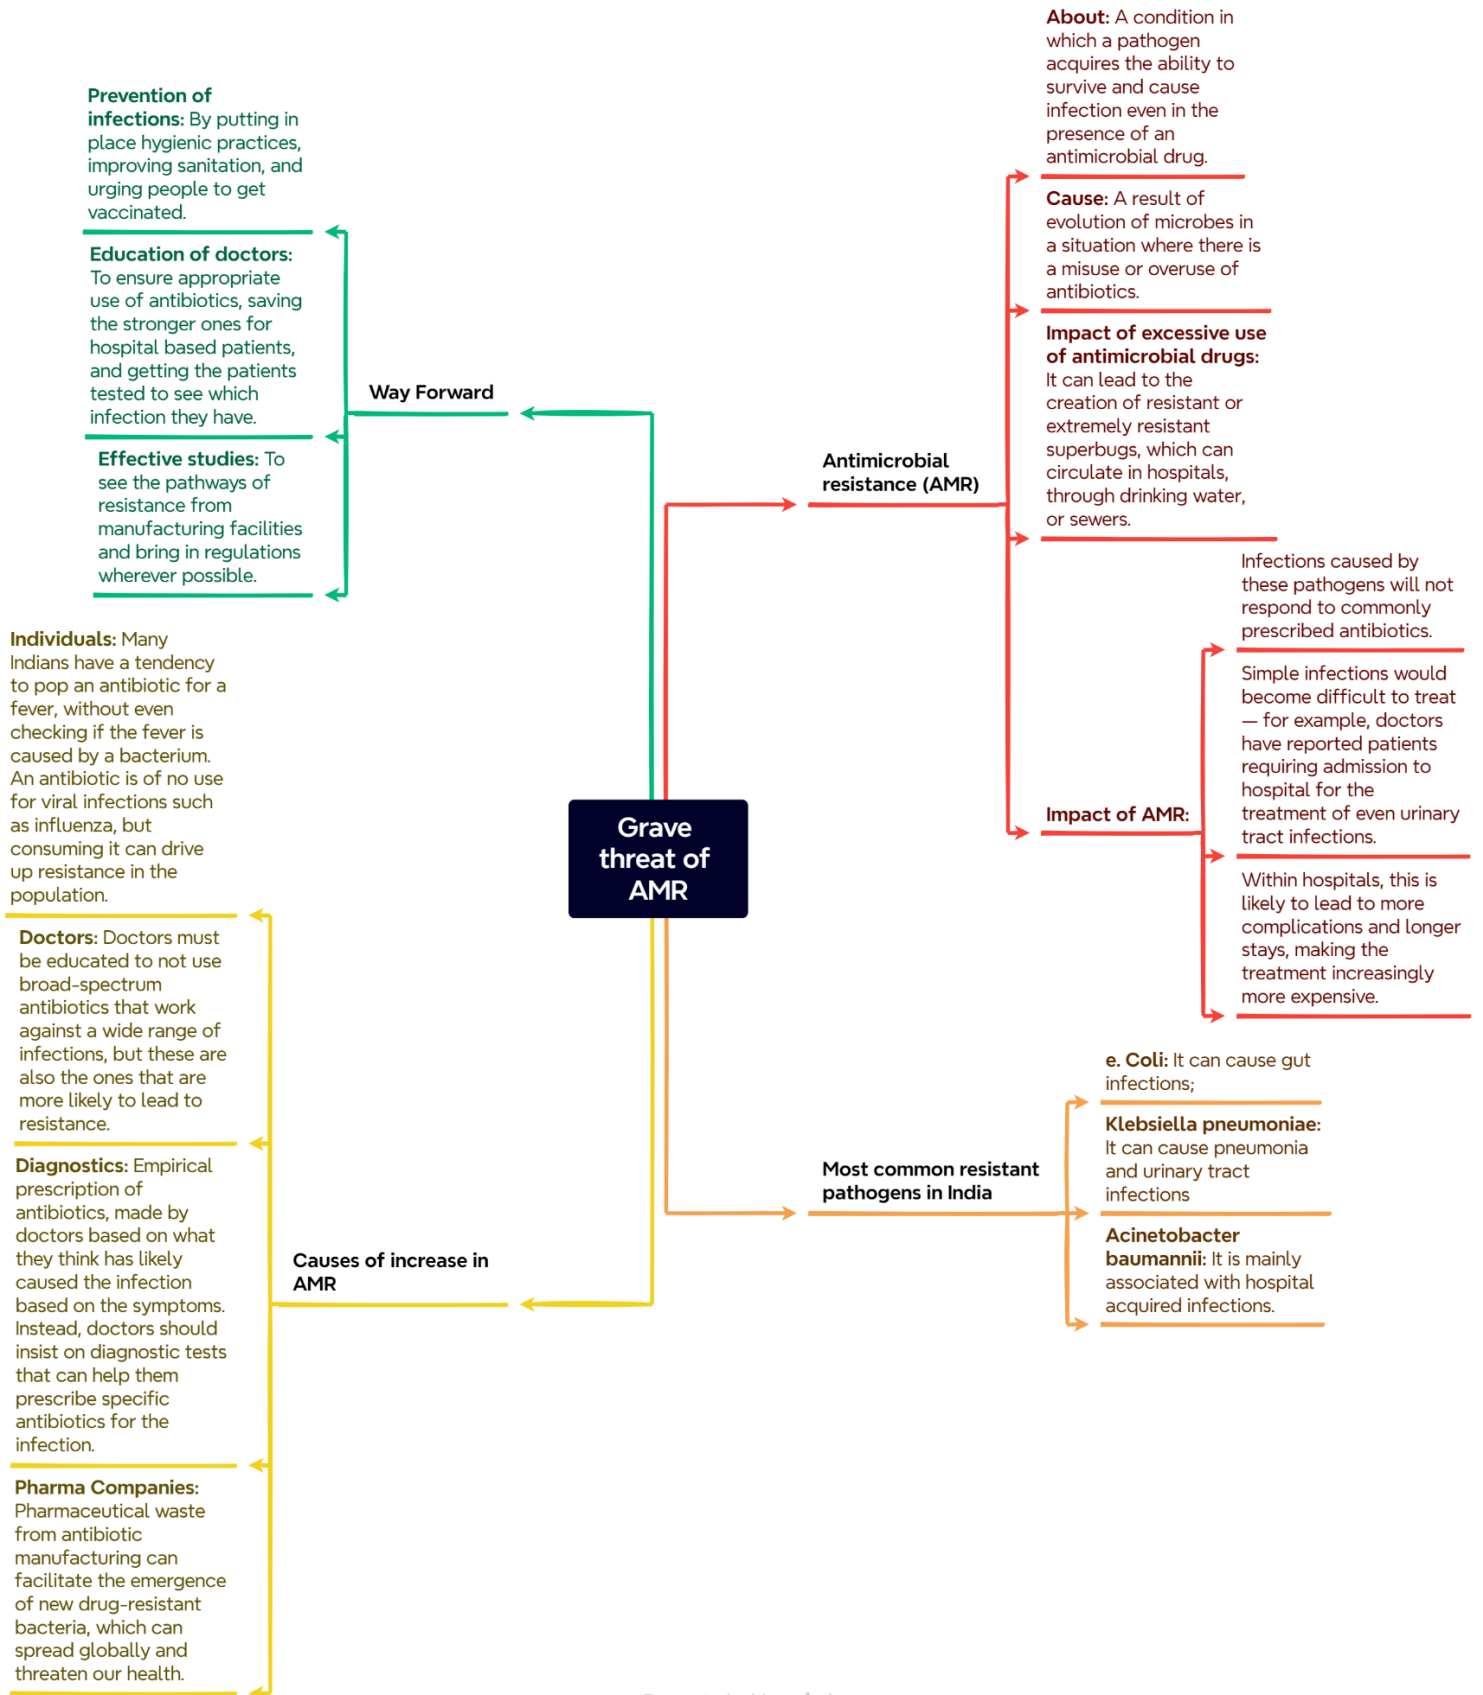 Grave
threat of
AMR
Antimicrobial
resistance (AMR)
About: A condition in
which a pathogen
acquires the ability to
survive and cause
infection even in the
presence of an
antimicrobial drug.
Cause: A result of
evolution of microbes in
a situation where there is
a misuse or overuse of
antibiotics.
Impact of excessive use
of antimicrobial drugs:
It can lead to the
creation of resistant or
extremely resistant
superbugs, which can
circulate in hospitals,
through drinking water,
or sewers.
Impact of AMR:
Infections caused by
these pathogens will not
respond to commonly
prescribed antibiotics.
Simple infections would
become difficult to treat
— for example, doctors
have reported patients
requiring admission to
hospital for the
treatment of even urinary
tract infections.
Within hospitals, this is
likely to lead to more
complications and longer
stays, making the
treatment increasingly
more expensive.
Most common resistant
pathogens in India
e. Coli: It can cause gut
infections;
Klebsiella pneumoniae:
It can cause pneumonia
and urinary tract
infections
Acinetobacter
baumannii: It is mainly
associated with hospital
acquired infections.
Causes of increase in
AMR
Individuals: Many
Indians have a tendency
to pop an antibiotic for a
fever, without even
checking if the fever is
caused by a bacterium.
An antibiotic is of no use
for viral infections such
as influenza, but
consuming it can drive
up resistance in the
population.
Doctors: Doctors must
be educated to not use
broad-spectrum
antibiotics that work
against a wide range of
infections, but these are
also the ones that are
more likely to lead to
resistance.
Diagnostics: Empirical
prescription of
antibiotics, made by
doctors based on what
they think has likely
caused the infection
based on the symptoms.
Instead, doctors should
insist on diagnostic tests
that can help them
prescribe specific
antibiotics for the
infection.
Pharma Companies:
Pharmaceutical waste
from antibiotic
manufacturing can
facilitate the emergence
of new drug-resistant
bacteria, which can
spread globally and
threaten our health.
Way Forward
Prevention of
infections: By putting in
place hygienic practices,
improving sanitation, and
urging people to get
vaccinated.
Education of doctors:
To ensure appropriate
use of antibiotics, saving
the stronger ones for
hospital based patients,
and getting the patients
tested to see which
infection they have.
Effective studies: To
see the pathways of
resistance from
manufacturing facilities
and bring in regulations
wherever possible.